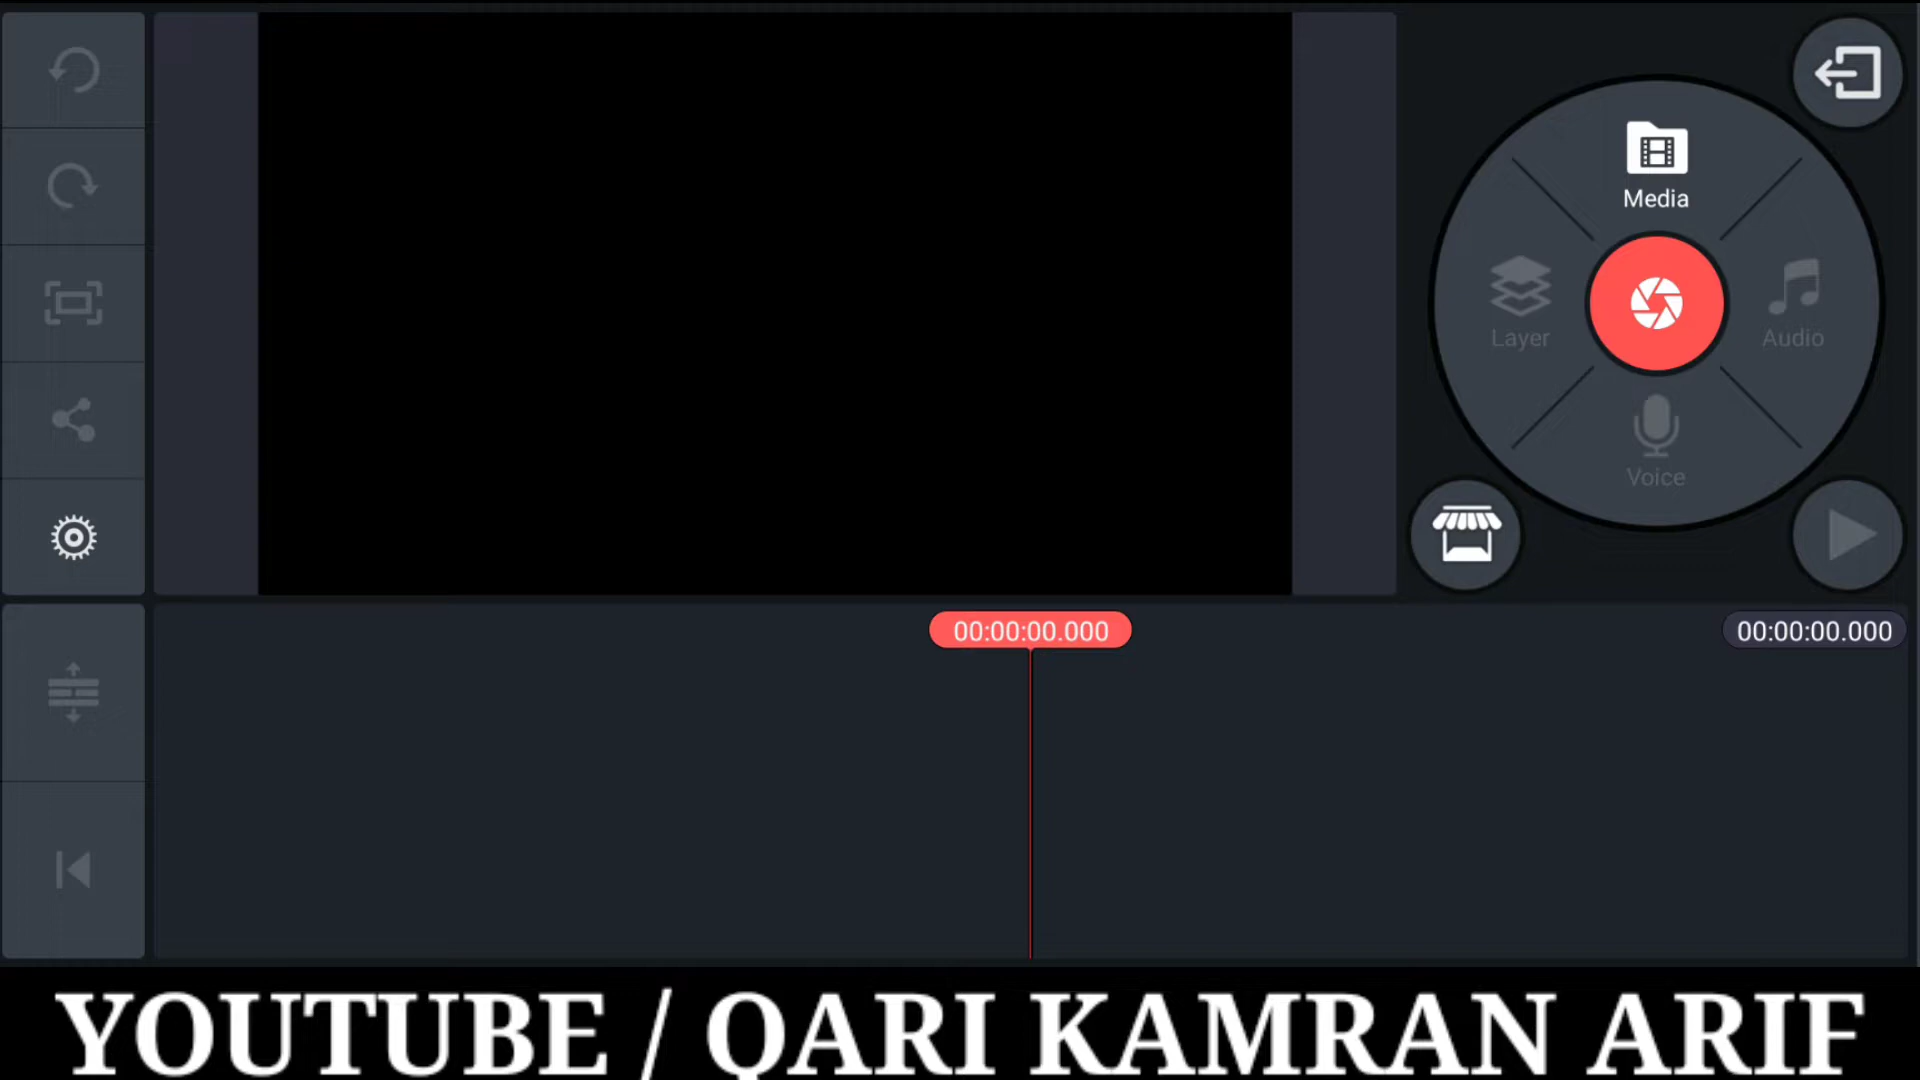 Media
Layer
Audio
Voice
00:00:00.000
00:00:00.000
YOUTUBE / QARI KAMRAN ARIF